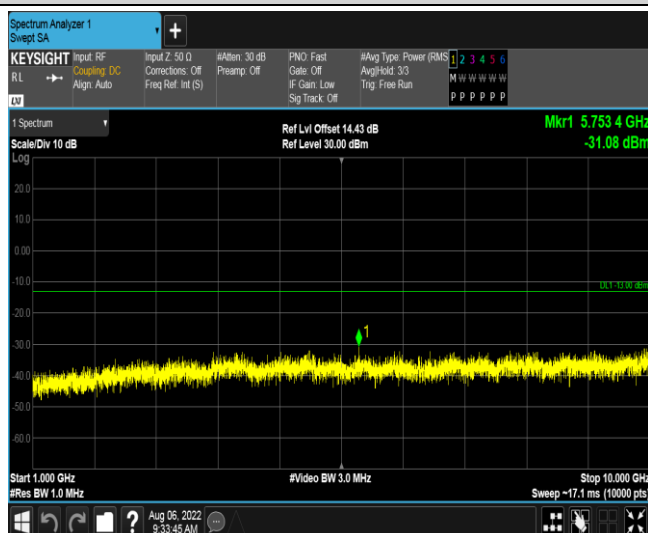 Spectrum Analyzer 1
Swept SA
+
KEYSIGHT
RL
LXI
Input: RF
Coupling: DC
Align: Auto
Input Z: 50 Ω
Corrections: Off
Freq Ref: Int (S)
#Atten: 30 dB
Preamp: Off
PNO: Fast
Gate: Off
IF Gain: Low
Sig Track: Off
#Avg Type: Power (RMS
Avg|Hold: 3/3
Trig: Free Run
1 2 3 4 5 6
M W W W W W
P P P P P P
1 Spectrum
Scale/Div 10 dB
Log
Ref Lvl Offset 14.43 dB
Ref Level 30.00 dBm
Mkr1 5.753 4 GHz
-31.08 dBm
20.0
10.0
0.00
-10.0
DL1 -13.00 dBm
-20.0
-30.0
1
-40.0
-50.0
-60.0
Start 1.000 GHz
#Res BW 1.0 MHz
#Video BW 3.0 MHz
Stop 10.000 GHz
Sweep ~17.1 ms (10000 pts)
?
Aug 06, 2022
9:33:45 AM